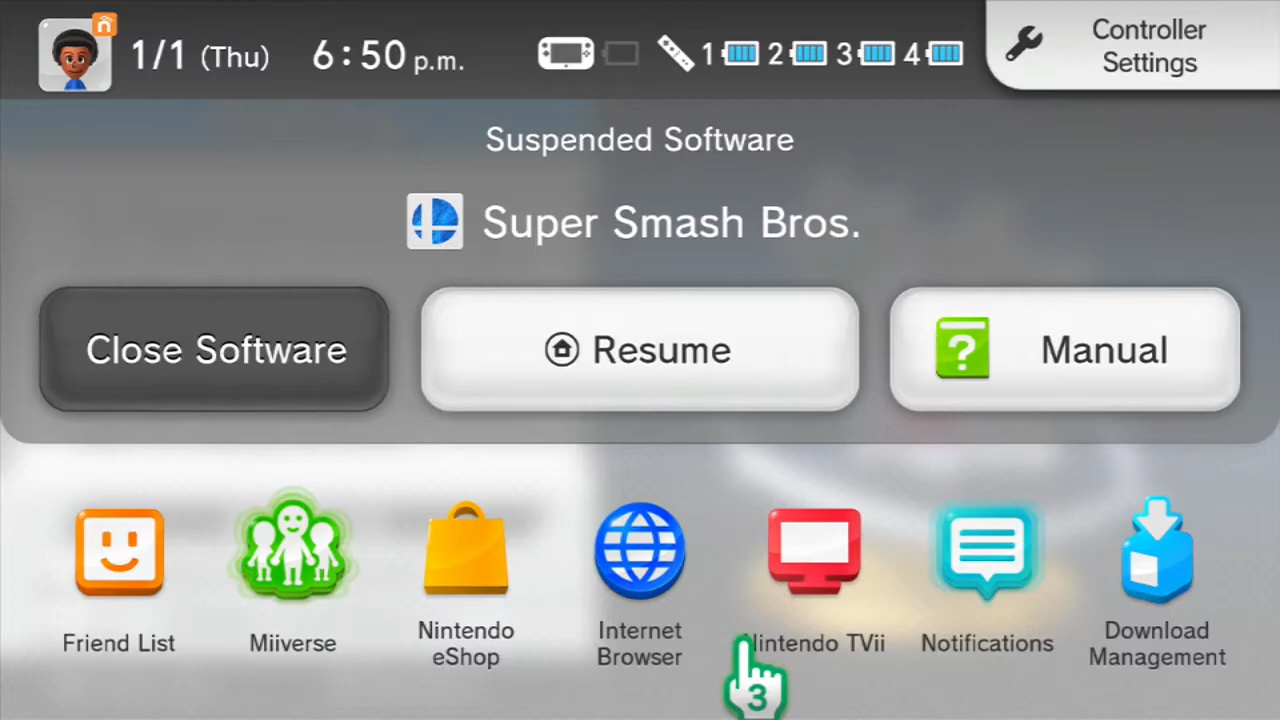 1/1 (Thu) 6:50 p.m. 1 2 3 4
Controller
Settings
Suspended Software
Super Smash Bros.
Close Software
Resume
? Manual
Friend List
Miiverse
Nintendo
eShop
Internet
Browser
Nintendo TVii
Notifications
Download
Management
3